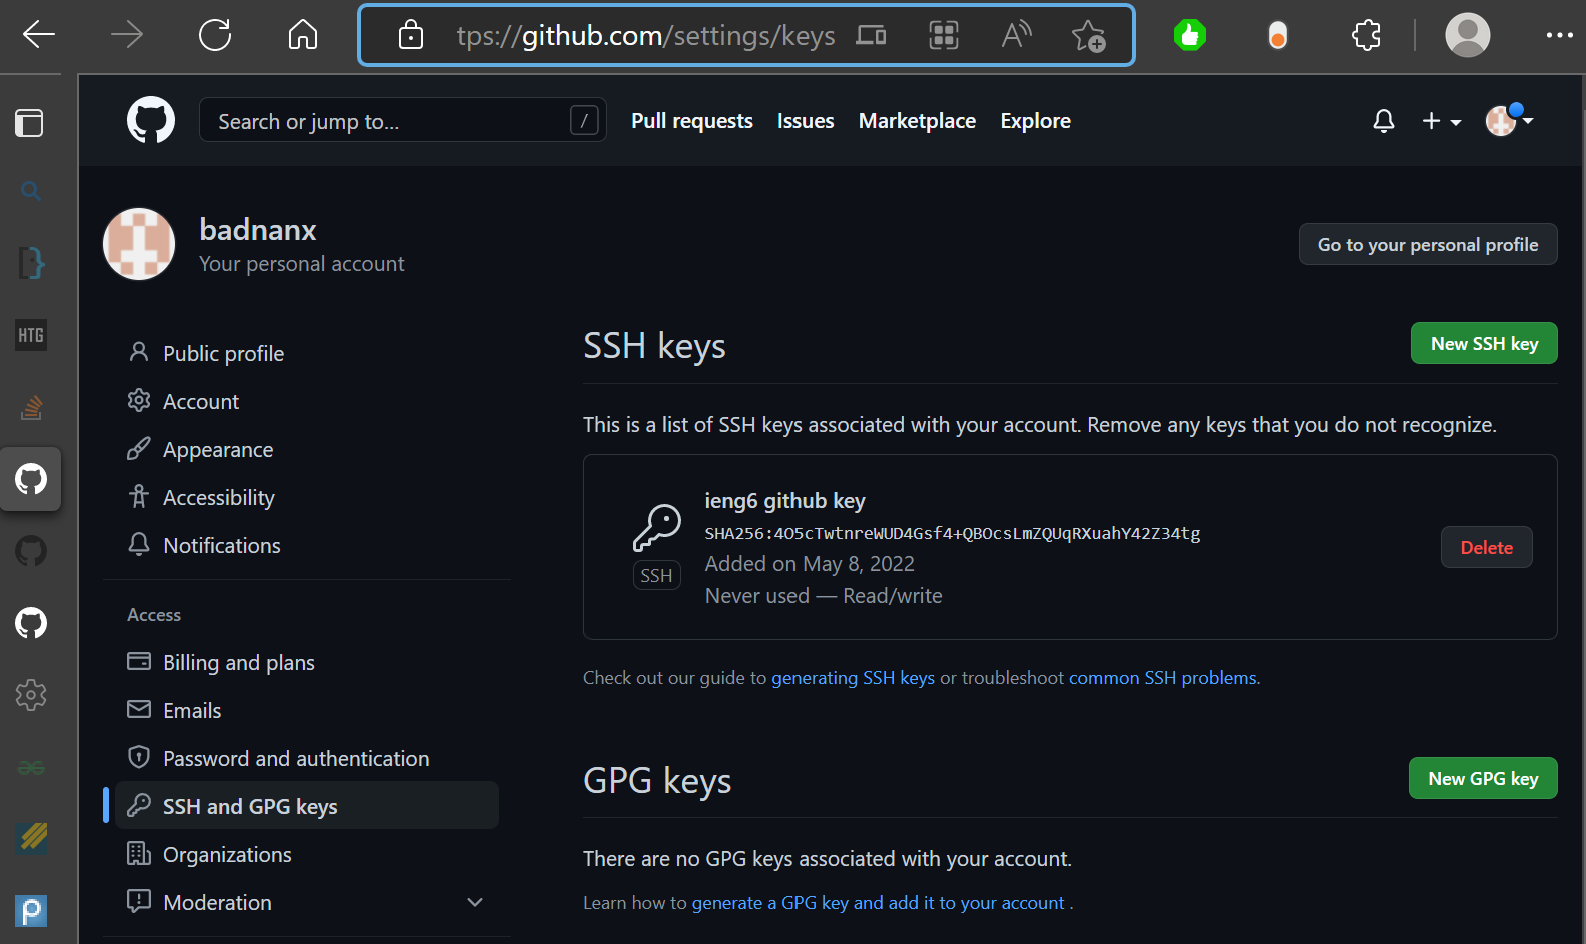 tps://github.com/settings/keys
Search or jump to...
/
Pull requests
Issues
Marketplace
Explore
badnanx
Your personal account
Go to your personal profile
HTG
Public profile
Account
Appearance
Accessibility
Notifications
Access
Billing and plans
Emails
Password and authentication
SSH and GPG keys
Organizations
Moderation
SSH keys
New SSH key
This is a list of SSH keys associated with your account. Remove any keys that you do not recognize.
ieng6 github key
SHA256:4O5cTwtnreWUD4Gsf4+QBOcsLmZQUqRXuahY42Z34tg
Added on May 8, 2022
Never used — Read/write
SSH
Delete
Check out our guide to generating SSH keys or troubleshoot common SSH problems.
GPG keys
New GPG key
There are no GPG keys associated with your account.
Learn how to generate a GPG key and add it to your account .